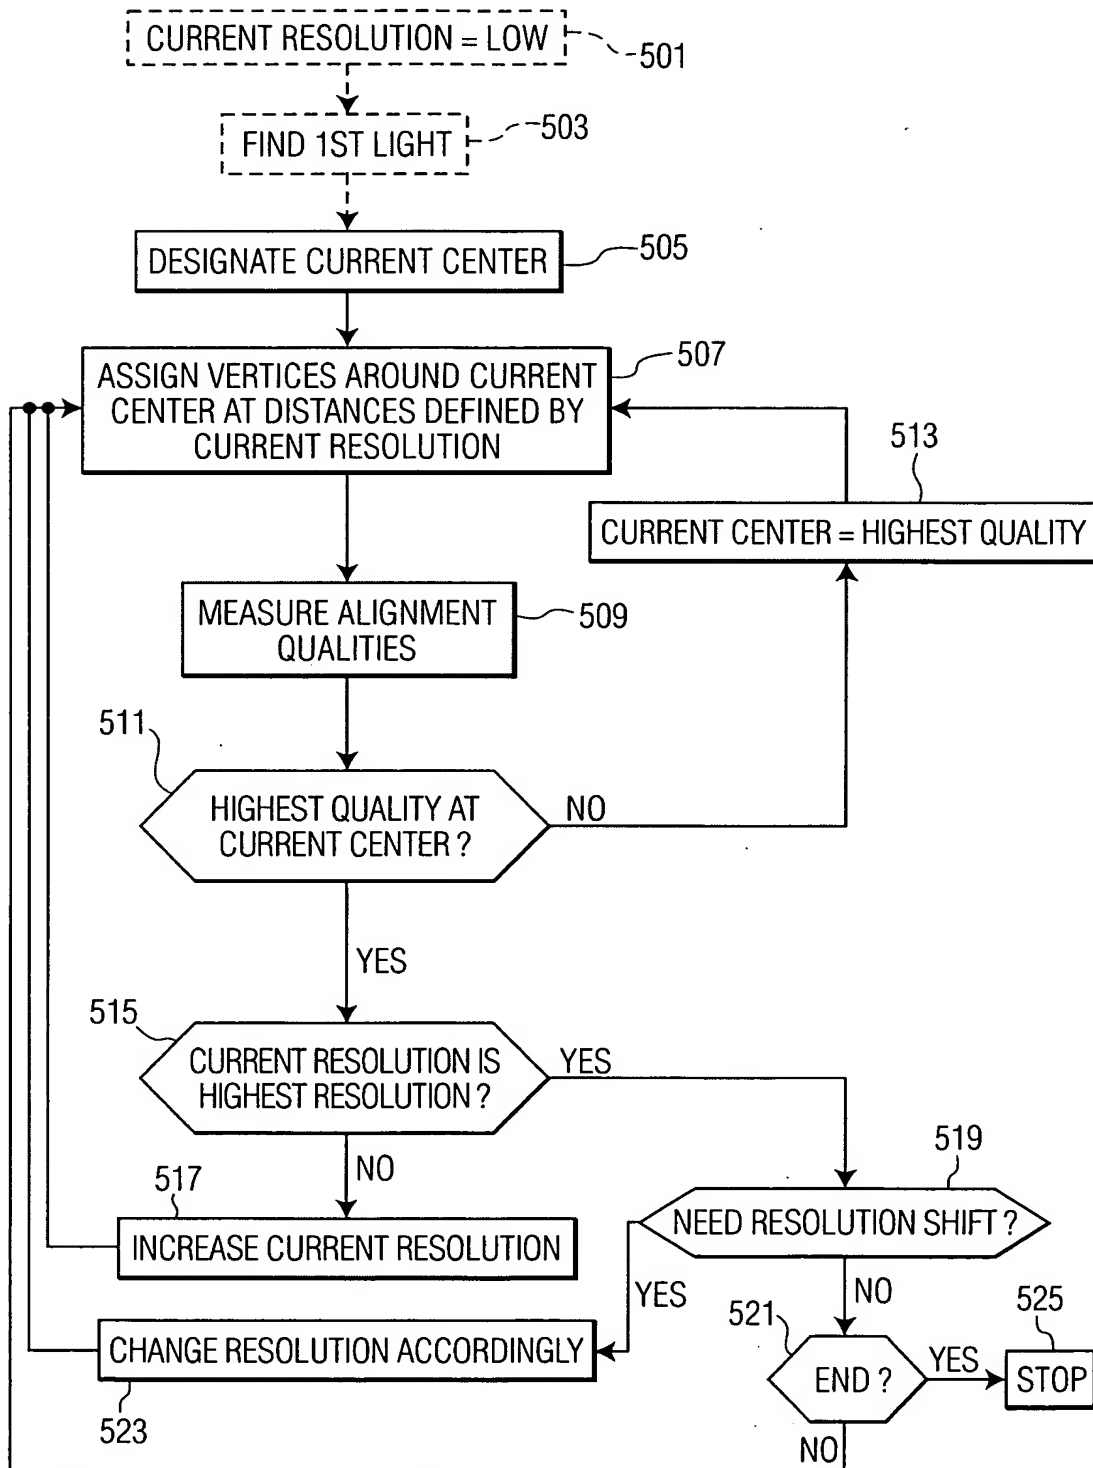 CURRENT RESOLUTION = LOW
501
FIND 1ST LIGHT
503
DESIGNATE CURRENT CENTER
505
ASSIGN VERTICES AROUND CURRENT
CENTER AT DISTANCES DEFINED BY
CURRENT RESOLUTION
507
513
CURRENT CENTER = HIGHEST QUALITY
MEASURE ALIGNMENT
QUALITIES
509
511
HIGHEST QUALITY AT
CURRENT CENTER ?
NO
YES
515
CURRENT RESOLUTION IS
HIGHEST RESOLUTION ?
YES
NO
517
INCREASE CURRENT RESOLUTION
519
NEED RESOLUTION SHIFT ?
YES
NO
CHANGE RESOLUTION ACCORDINGLY
523
521
END ?
YES
525
STOP
NO